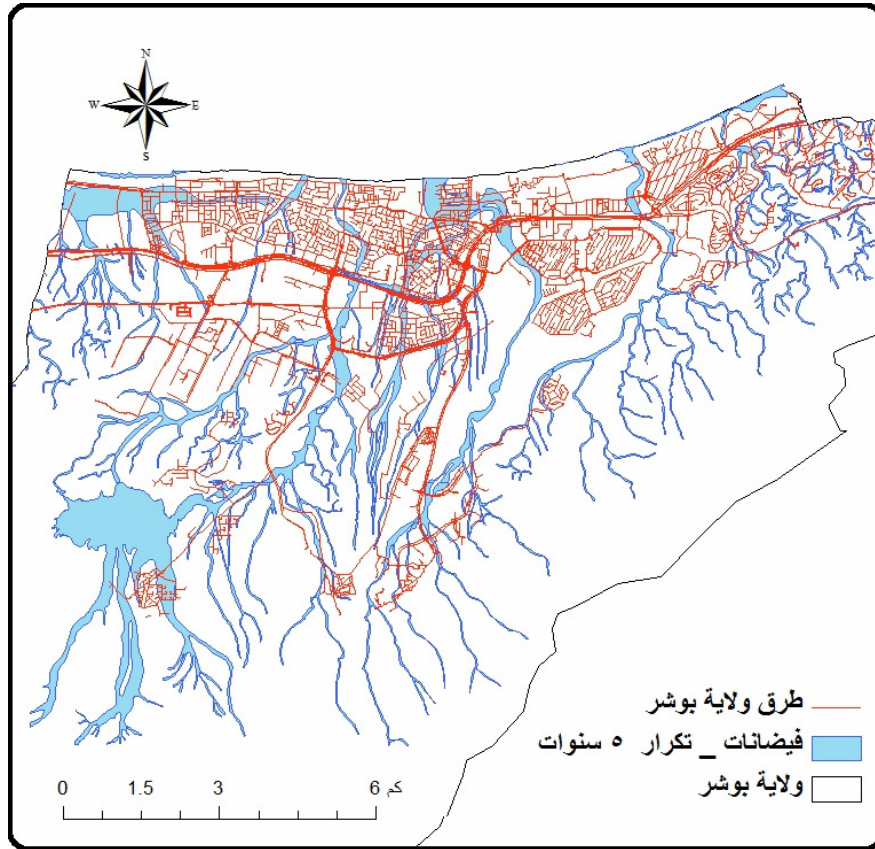 N
W E
S
طرق ولاية بوشر
فيضانات _ تكرار ٥ سنوات
ولاية بوشر
0 1.5 3 6 كم